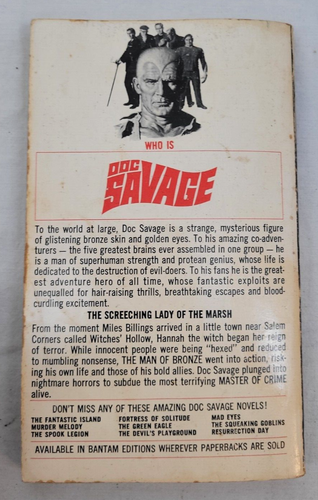 WHO IS
DOC
SAVAGE
To the world at large, Doc Savage is a strange, mysterious figure
of glistening bronze skin and golden eyes. To his amazing co-adven-
turers — the five greatest brains ever assembled in one group — he
is a man of superhuman strength and protean genius, whose life is
dedicated to the destruction of evil-doers. To his fans he is the great-
est adventure hero of all time, whose fantastic exploits are
unequalled for hair-raising thrills, breathtaking escapes and blood-
curdling excitement.
THE SCREECHING LADY OF THE MARSH
From the moment Miles Billings arrived in a little town near Salem
Corners called Witches' Hollow, Hannah the witch began her reign
of terror. While innocent people were being "hexed" and reduced
to mumbling nonsense, THE MAN OF BRONZE went into action, risk-
ing his own life and those of his bold allies. Doc Savage plunged into
nightmare horrors to subdue the most terrifying MASTER OF CRIME
alive.
DON'T MISS ANY OF THESE AMAZING DOC SAVAGE NOVELS!
THE FANTASTIC ISLAND FORTRESS OF SOLITUDE MAD EYES
MURDER MELODY THE GREEN EAGLE THE SQUEAKING GOBLINS
THE SPOOK LEGION THE DEVIL'S PLAYGROUND RESURRECTION DAY
AVAILABLE IN BANTAM EDITIONS WHEREVER PAPERBACKS ARE SOLD